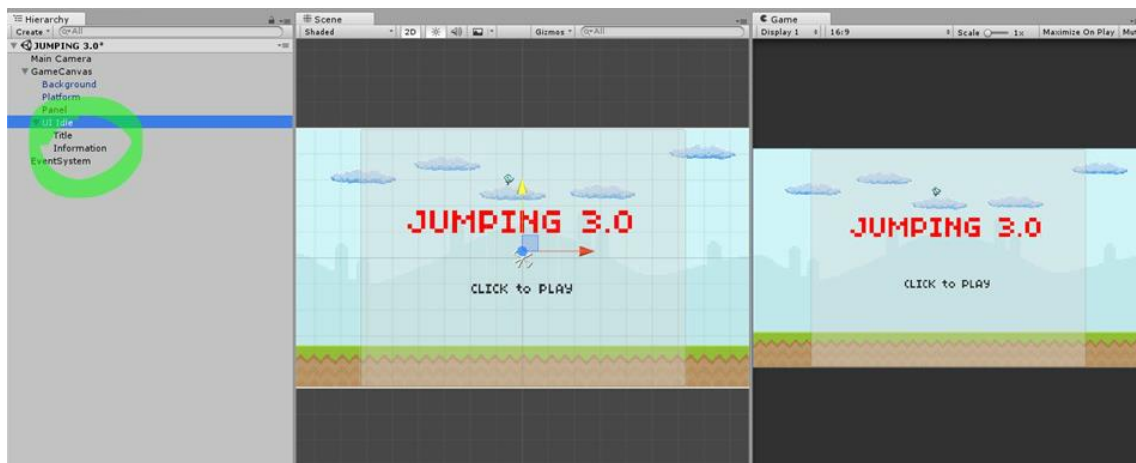 Hierarchy
Create
All
JUMPING 3.0*
Main Camera
GameCanvas
Background
Platform
Panel
UI Idle
Title
Information
EventSystem
Scene
Shaded
2D
Gizmos
All
JUMPING 3.0
CLICK to PLAY
Game
Display 1
16:9
Scale
1x
Maximize On Play
JUMPING 3.0
CLICK to PLAY